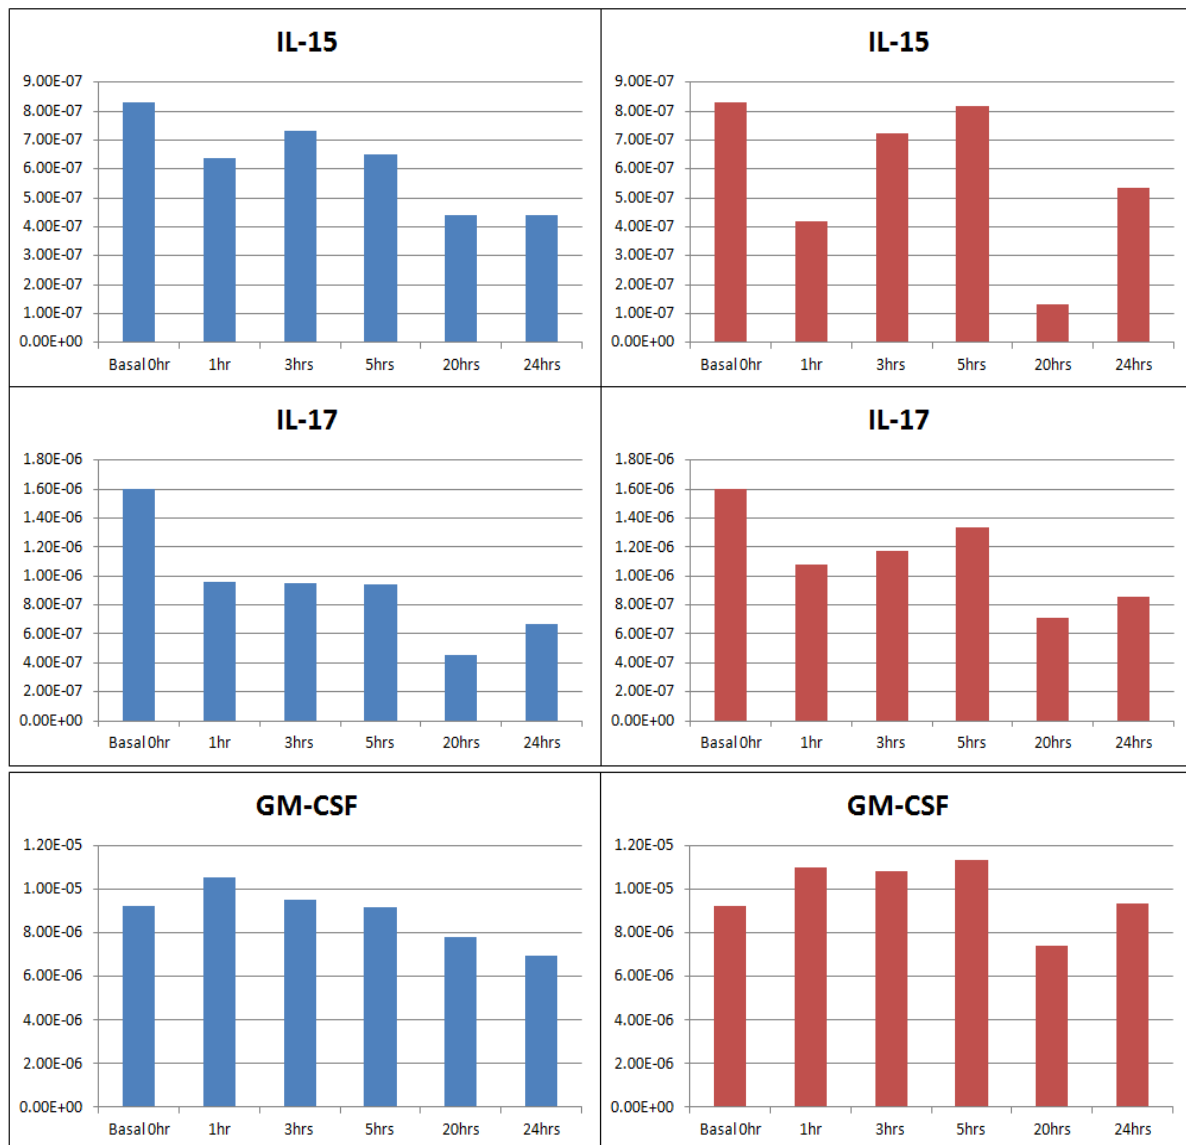 IL-15
9.00E-07
8.00E-07
7.00E-07
6.00E-07
5.00E-07
4.00E-07
3.00E-07
2.00E-07
1.00E-07
0.00E+00
Basal 0hr 1hr 3hrs 5hrs 20hrs 24hrs
IL-15
9.00E-07
8.00E-07
7.00E-07
6.00E-07
5.00E-07
4.00E-07
3.00E-07
2.00E-07
1.00E-07
0.00E+00
Basal 0hr 1hr 3hrs 5hrs 20hrs 24hrs
IL-17
1.80E-06
1.60E-06
1.40E-06
1.20E-06
1.00E-06
8.00E-07
6.00E-07
4.00E-07
2.00E-07
0.00E+00
Basal 0hr 1hr 3hrs 5hrs 20hrs 24hrs
IL-17
1.80E-06
1.60E-06
1.40E-06
1.20E-06
1.00E-06
8.00E-07
6.00E-07
4.00E-07
2.00E-07
0.00E+00
Basal 0hr 1hr 3hrs 5hrs 20hrs 24hrs
GM-CSF
1.20E-05
1.00E-05
8.00E-06
6.00E-06
4.00E-06
2.00E-06
0.00E+00
Basal 0hr 1hr 3hrs 5hrs 20hrs 24hrs
GM-CSF
1.20E-05
1.00E-05
8.00E-06
6.00E-06
4.00E-06
2.00E-06
0.00E+00
Basal 0hr 1hr 3hrs 5hrs 20hrs 24hrs